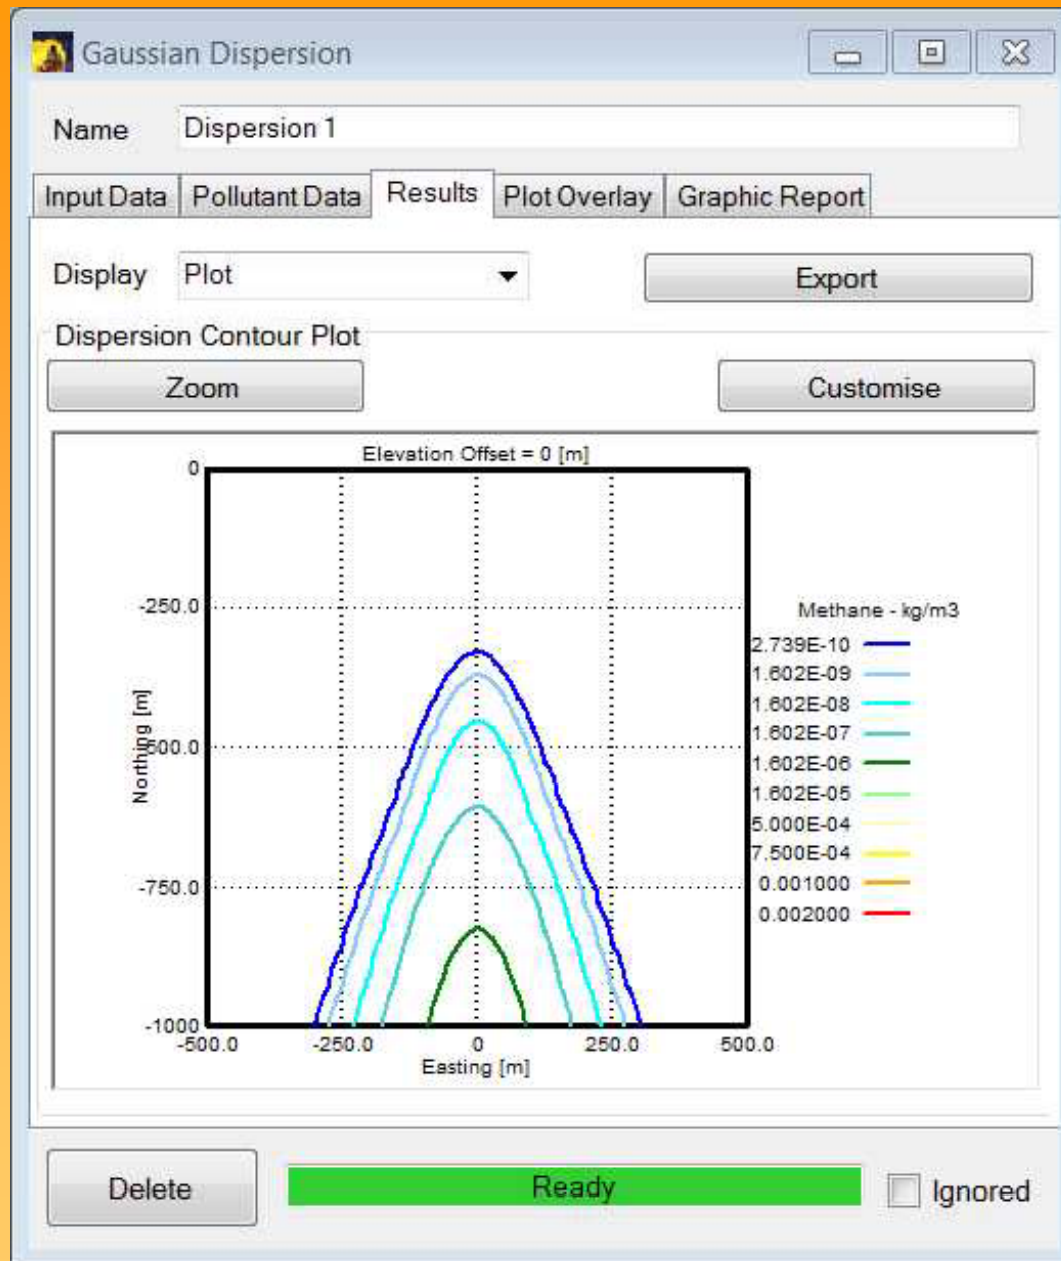 Gaussian Dispersion
Name Dispersion 1
Input Data Pollutant Data Results Plot Overlay Graphic Report
Display Plot Export
Dispersion Contour Plot
Zoom Customise
Elevation Offset = 0 [m]
0
-250.0
-500.0
-750.0
-1000
Northing [m]
-500.0 -250.0 0 250.0 500.0
Easting [m]
Methane - kg/m3
2.739E-10
1.602E-09
1.602E-08
1.602E-07
1.602E-06
1.602E-05
5.000E-04
7.500E-04
0.001000
0.002000
Delete Ready Ignored